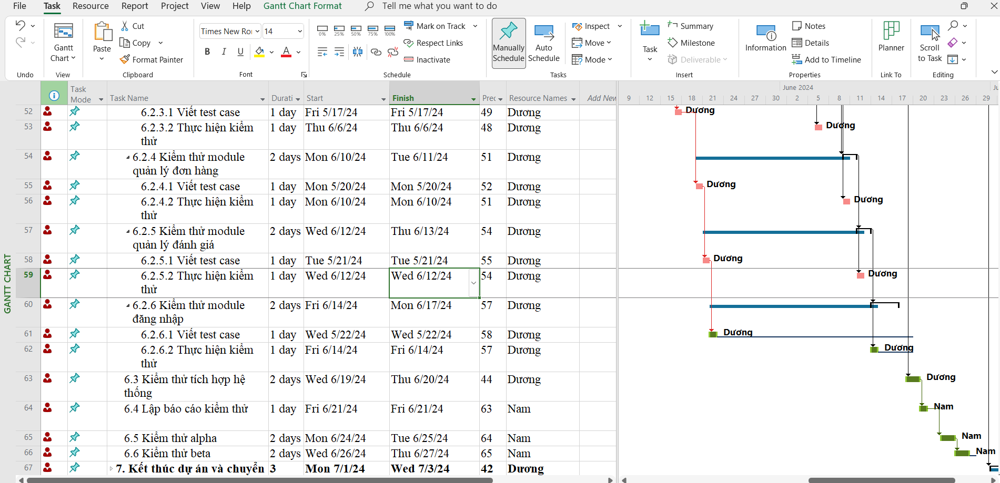 File Task Resource Report Project View Help Gantt Chart Format Tell me what you want to do
Undo
Gantt Chart
View
Paste
Cut
Copy
Format Painter
Clipboard
Times New Roi 14
B I U A
Font
0% 25% 50% 75% 100%
Mark on Track
Respect Links
Inactivate
Schedule
Manually Schedule
Auto Schedule
Inspect
Move
Mode
Tasks
Task
Summary
Milestone
Deliverable
Insert
Information
Notes
Details
Add to Timeline
Properties
Planner
Link To
Scroll to Task
Editing
GANTT CHART
Task Mode Task Name Durati Start Finish Prec Resource Names Add New
June 2024 Ju
9 12 15 18 21 24 27 30 2 5 8 11 14 17 20 23 26 29
52 6.2.3.1 Viết test case 1 day Fri 5/17/24 Fri 5/17/24 49 Dương Dương
53 6.2.3.2 Thực hiện kiểm thử 1 day Thu 6/6/24 Thu 6/6/24 48 Dương Dương
54 6.2.4 Kiểm thử module quản lý đơn hàng 2 days Mon 6/10/24 Tue 6/11/24 51 Dương
55 6.2.4.1 Viết test case 1 day Mon 5/20/24 Mon 5/20/24 52 Dương Dương
56 6.2.4.2 Thực hiện kiểm thử 1 day Mon 6/10/24 Mon 6/10/24 51 Dương Dương
57 6.2.5 Kiểm thử module quản lý đánh giá 2 days Wed 6/12/24 Thu 6/13/24 54 Dương
58 6.2.5.1 Viết test case 1 day Tue 5/21/24 Tue 5/21/24 55 Dương Dương
59 6.2.5.2 Thực hiện kiểm thử 1 day Wed 6/12/24 Wed 6/12/24 54 Dương Dương
60 6.2.6 Kiểm thử module đăng nhập 2 days Fri 6/14/24 Mon 6/17/24 57 Dương
61 6.2.6.1 Viết test case 1 day Wed 5/22/24 Wed 5/22/24 58 Dương Dương
62 6.2.6.2 Thực hiện kiểm thử 1 day Fri 6/14/24 Fri 6/14/24 57 Dương Dương
63 6.3 Kiểm thử tích hợp hệ thống 2 days Wed 6/19/24 Thu 6/20/24 44 Dương Dương
64 6.4 Lập báo cáo kiểm thử 1 day Fri 6/21/24 Fri 6/21/24 63 Nam Nam
65 6.5 Kiểm thử alpha 2 days Mon 6/24/24 Tue 6/25/24 64 Nam Nam
66 6.6 Kiểm thử beta 2 days Wed 6/26/24 Thu 6/27/24 65 Nam Nam
67 7. Kết thúc dự án và chuyển 3 Mon 7/1/24 Wed 7/3/24 42 Dương